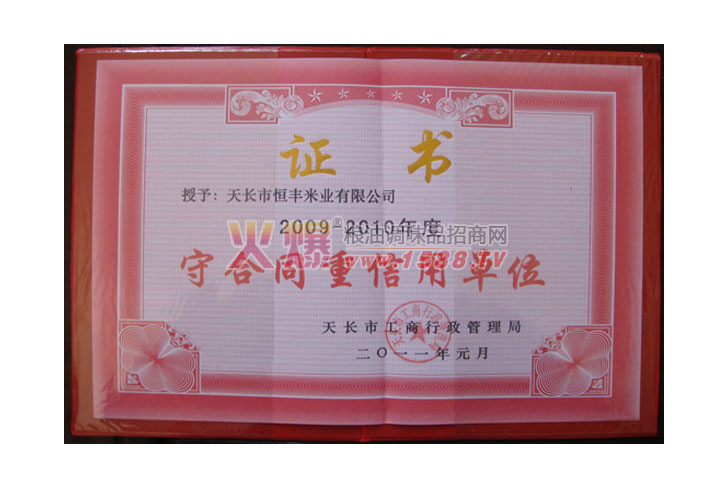 证 书
授予：天长市恒丰米业有限公司
2009-2010年度
火爆®粮油调味品招商网
www.1588.TV
守合同重信用单位
天长市工商行政管理局
二〇一一年元月